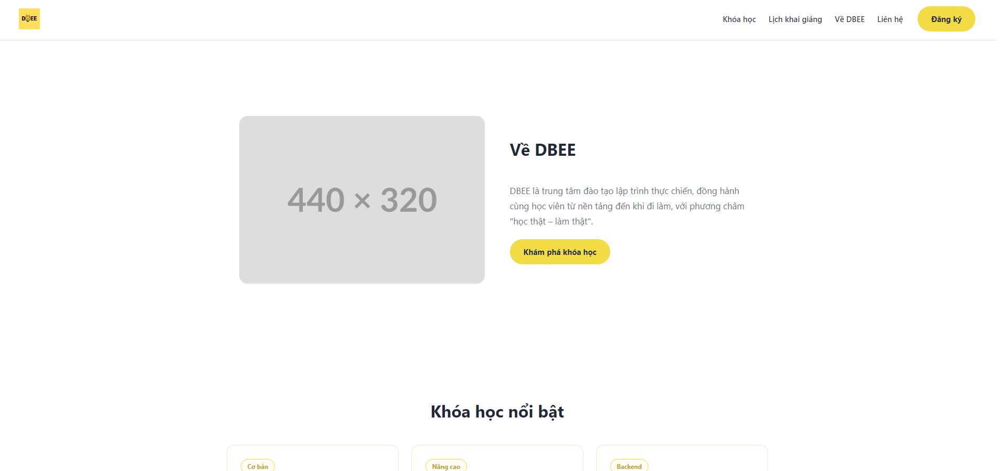 DBEE
Khóa học
Lịch khai giảng
Về DBEE
Liên hệ
Đăng ký
440 × 320
Về DBEE
DBEE là trung tâm đào tạo lập trình thực chiến, đồng hành
cùng học viên từ nền tảng đến khi đi làm, với phương châm
"học thật – làm thật".
Khám phá khóa học
Khóa học nổi bật
Cơ bản
Nâng cao
Backend